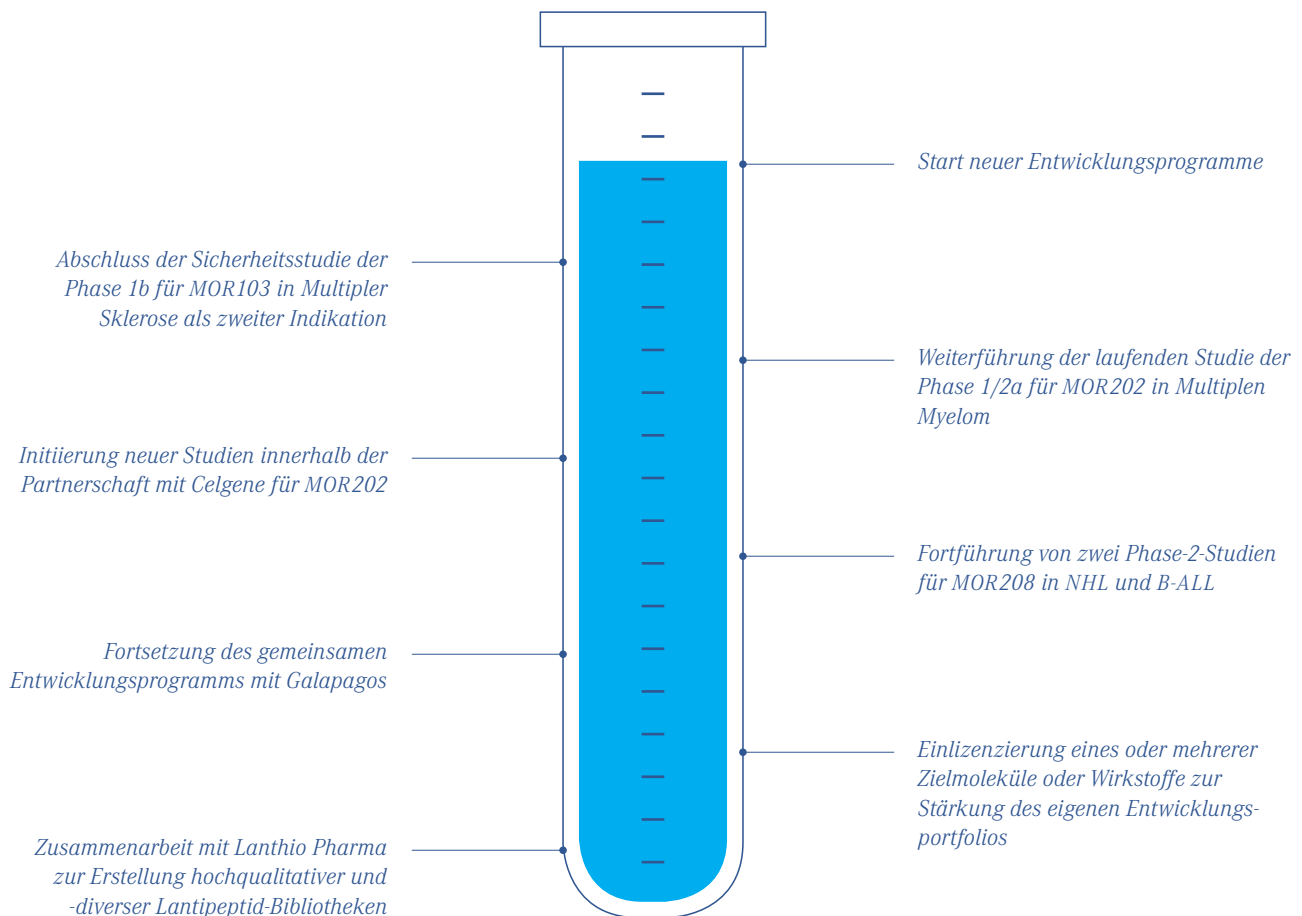 Start neuer Entwicklungsprogramme
Abschluss der Sicherheitsstudie der
Phase 1b für MOR103 in Multipler
Sklerose als zweiter Indikation
Weiterführung der laufenden Studie der
Phase 1/2a für MOR202 in Multiplen
Myelom
Initiierung neuer Studien innerhalb der
Partnerschaft mit Celgene für MOR202
Fortführung von zwei Phase-2-Studien
für MOR208 in NHL und B-ALL
Fortsetzung des gemeinsamen
Entwicklungsprogramms mit Galapagos
Einlizenzierung eines oder mehrerer
Zielmoleküle oder Wirkstoffe zur
Stärkung des eigenen Entwicklungs-
portfolios
Zusammenarbeit mit Lanthio Pharma
zur Erstellung hochqualitativer und
-diverser Lantipeptid-Bibliotheken